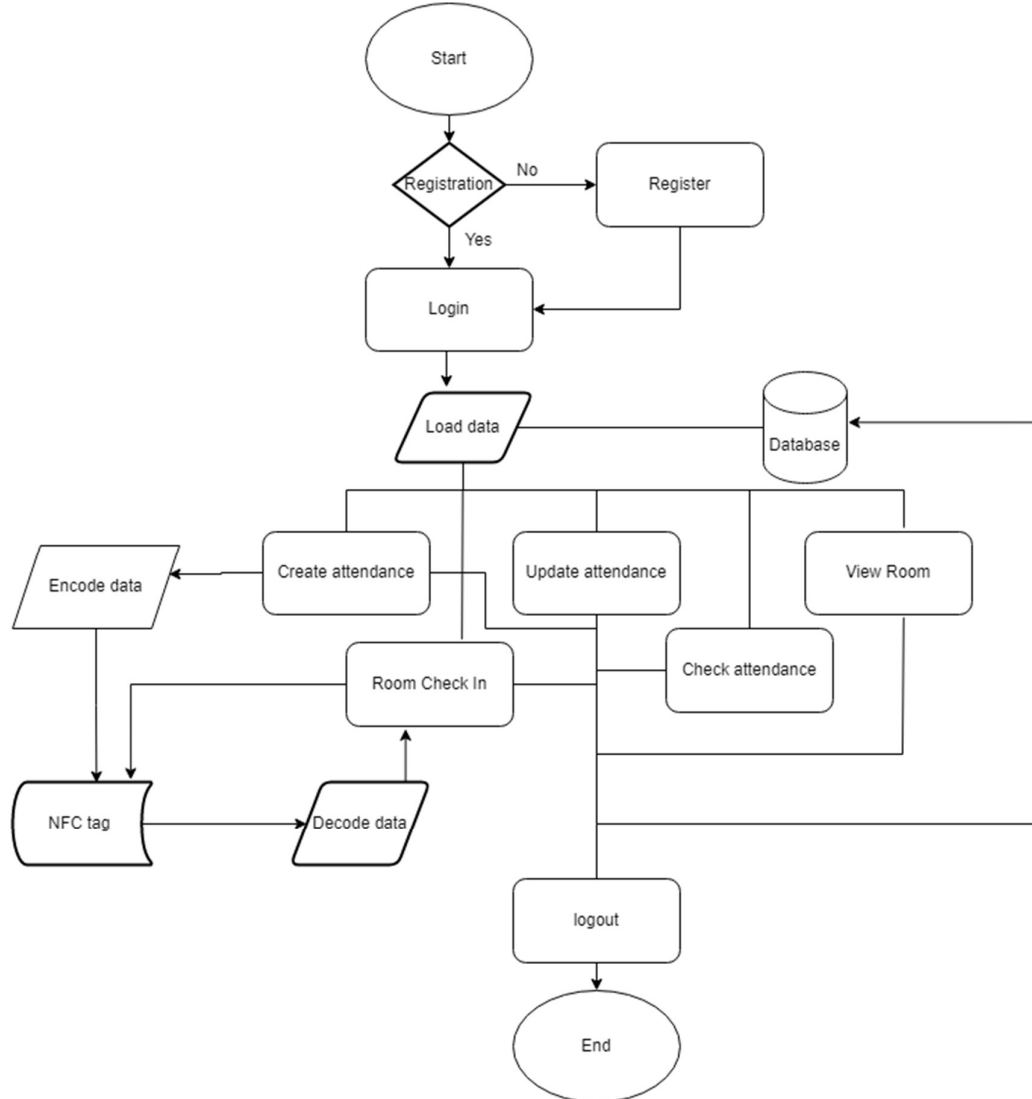 Start
Registration
No
Register
Yes
Login
Load data
Database
Encode data
Create attendance
Update attendance
View Room
Check attendance
Room Check In
NFC tag
Decode data
logout
End